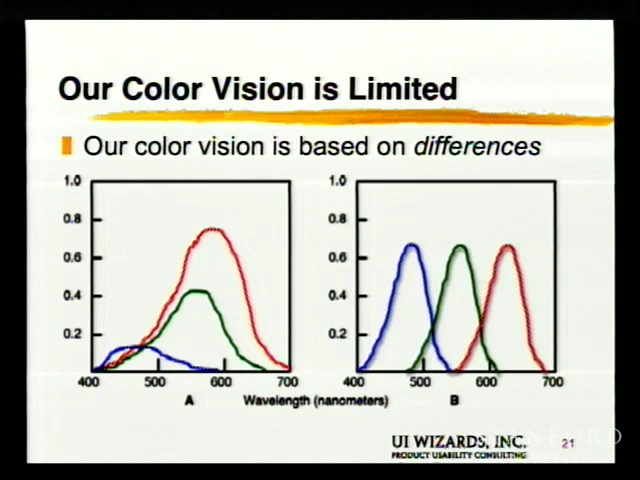 Our Color Vision is Limited
Our color vision is based on differences
1.0
0.8
0.6
0.4
0.2
400 500 600 700
A
1.0
0.8
0.6
0.4
0.2
400 500 600 700
B
Wavelength (nanometers)
UI WIZARDS, INC.
PRODUCT USABILITY CONSULTING
STANFORD
21